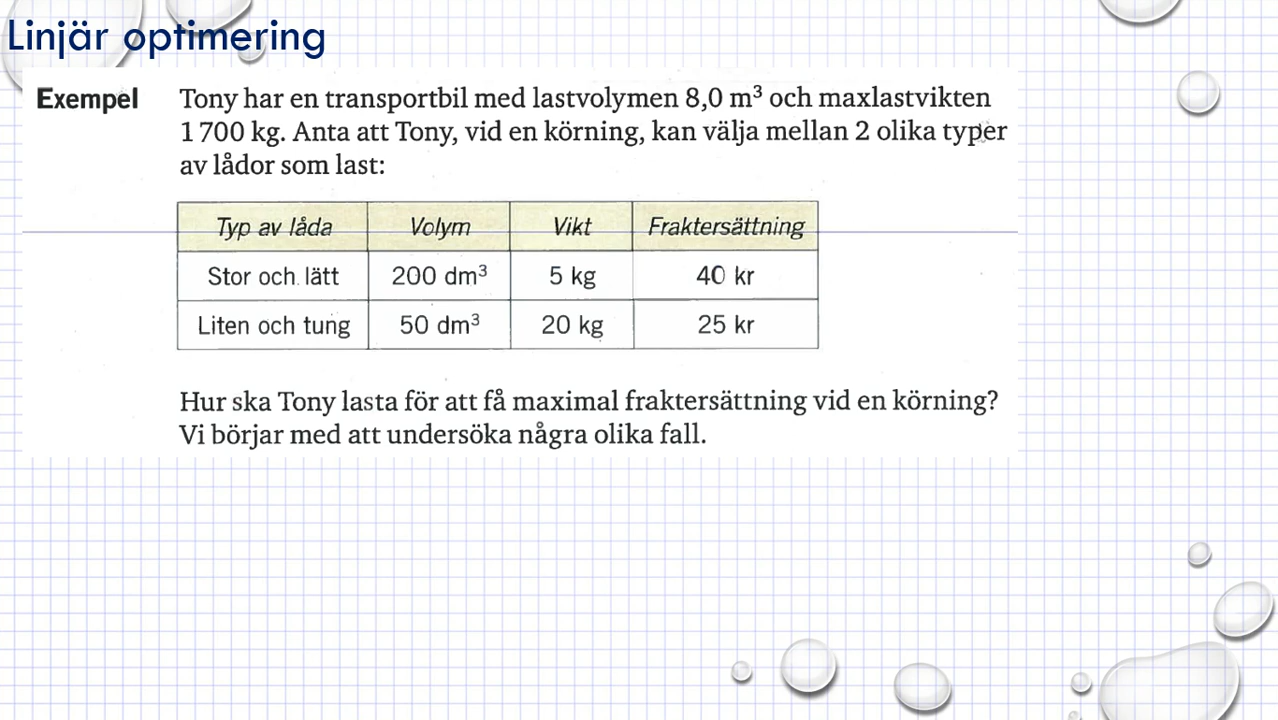 Linjär optimering
Exempel Tony har en transportbil med lastvolymen 8,0 m³ och maxlastvikten
1 700 kg. Anta att Tony, vid en körning, kan välja mellan 2 olika typer
av lådor som last:
Typ av låda Volym Vikt Fraktersättning
Stor och lätt 200 dm³ 5 kg 40 kr
Liten och tung 50 dm³ 20 kg 25 kr
Hur ska Tony lasta för att få maximal fraktersättning vid en körning?
Vi börjar med att undersöka några olika fall.